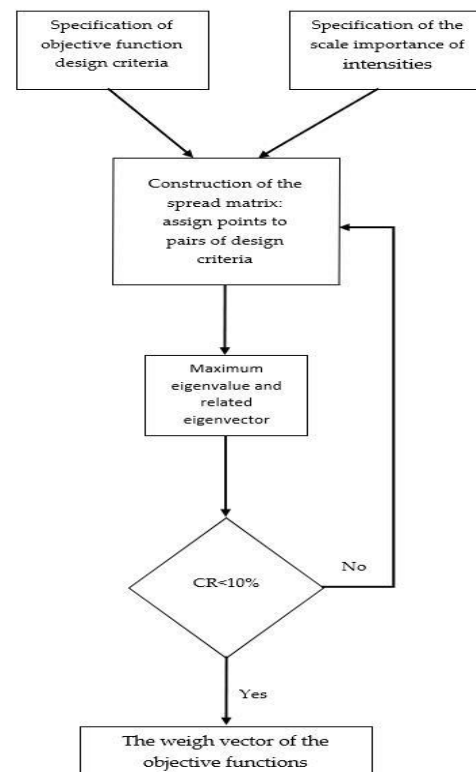 Specification of
objective function
design criteria
Specification of the
scale importance of
intensities
Construction of the
spread matrix:
assign points to
pairs of design
criteria
Maximum
eigenvalue and
related
eigenvector
CR<10%
No
Yes
The weigh vector of the
objective functions